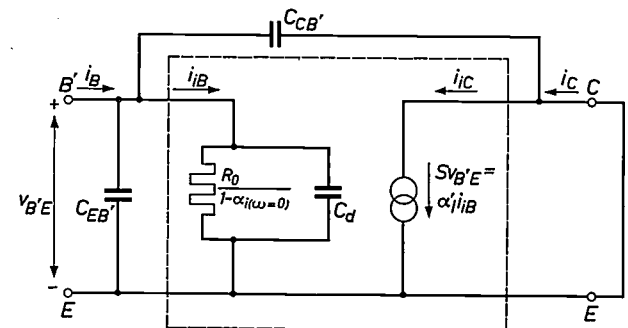 C_CB'
B' i_B i_iB i_iC i_C C
+
v_B'E
C_EB'
R_0
1-α_i(ω=0)
C_d
Sv_B'E=
α'_i i_iB
-
E E